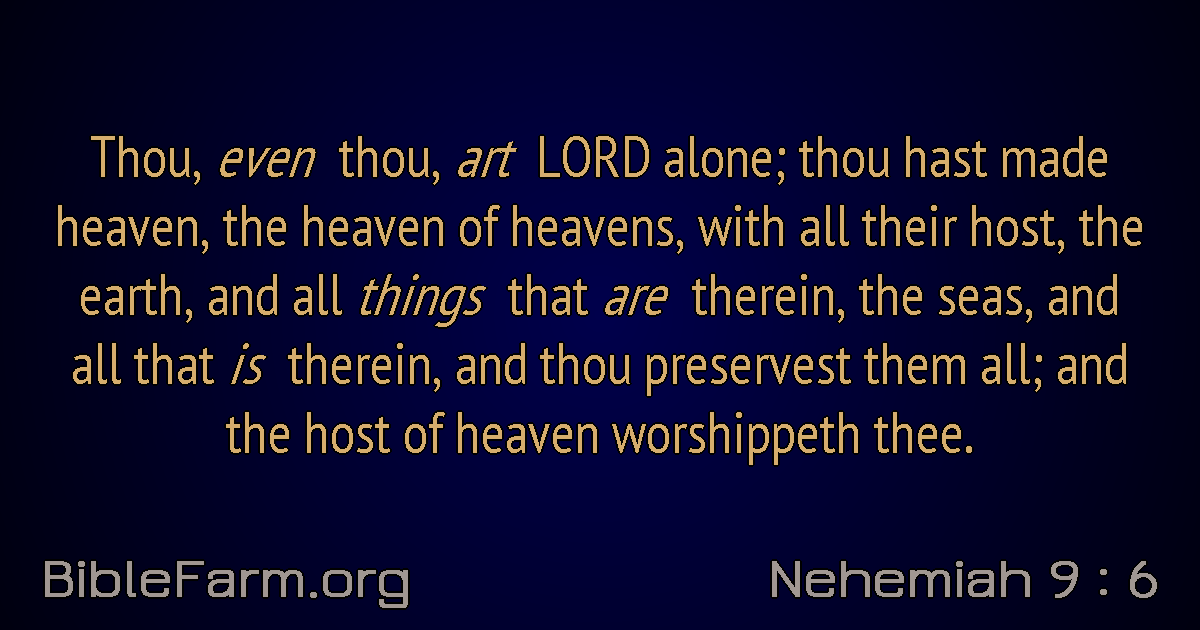 Thou, even thou, art LORD alone; thou hast made
heaven, the heaven of heavens, with all their host, the
earth, and all things that are therein, the seas, and
all that is therein, and thou preservest them all; and
the host of heaven worshippeth thee.
BibleFarm.org
Nehemiah 9 : 6